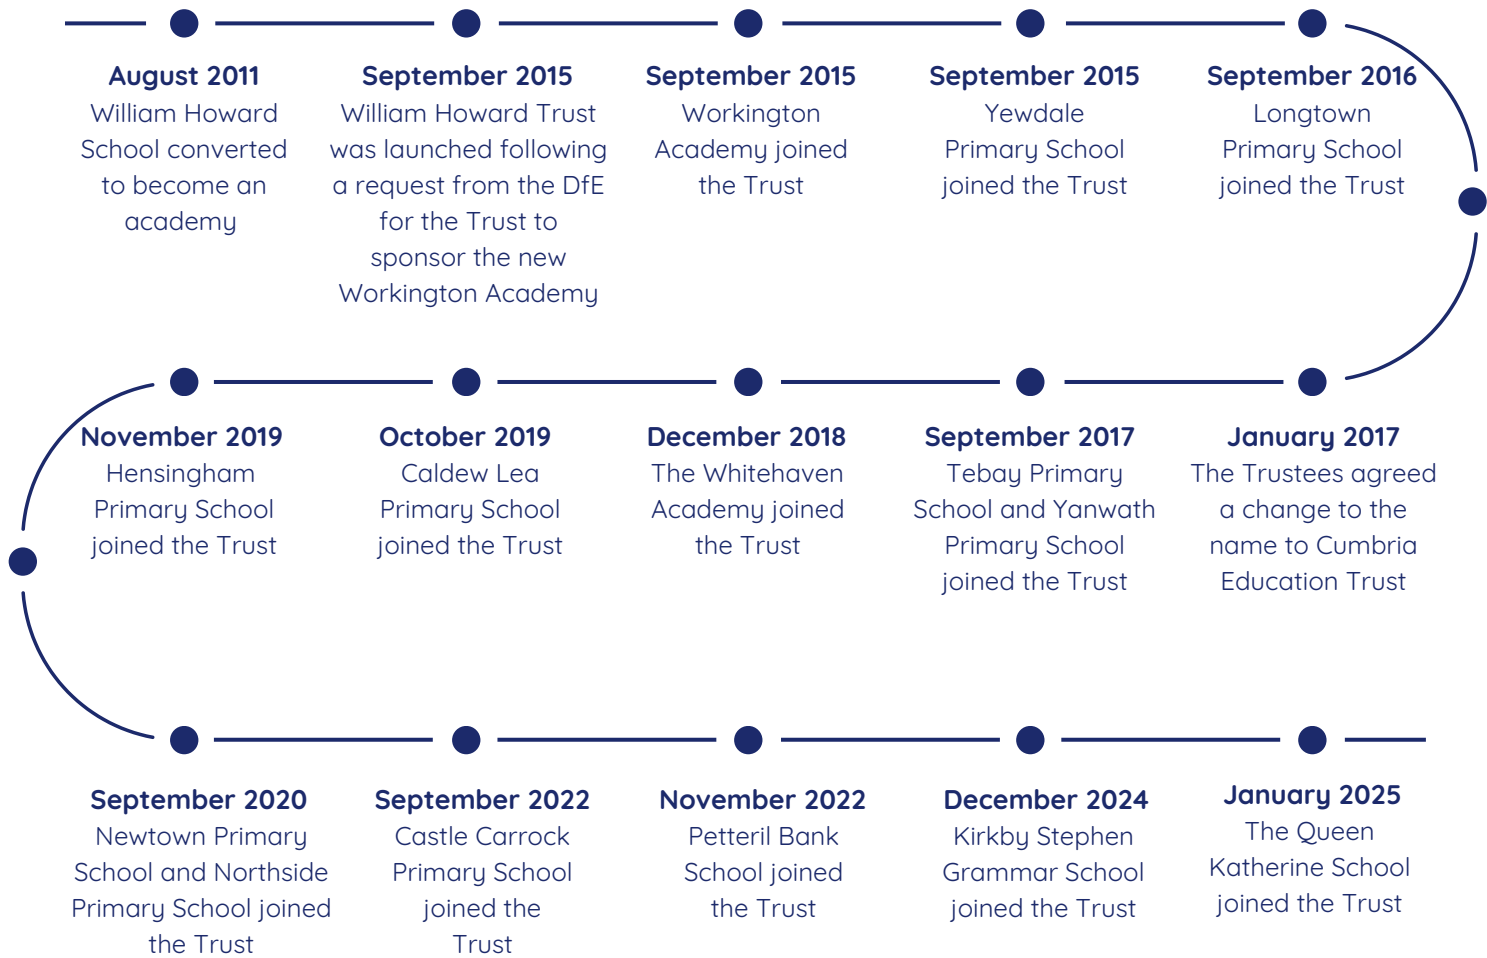 August 2011
William Howard
School converted
to become an
academy
September 2015
William Howard Trust
was launched following
a request from the DfE
for the Trust to
sponsor the new
Workington Academy
September 2015
Workington
Academy joined
the Trust
September 2015
Yewdale
Primary School
joined the Trust
September 2016
Longtown
Primary School
joined the Trust
January 2017
The Trustees agreed
a change to the
name to Cumbria
Education Trust
September 2017
Tebay Primary
School and Yanwath
Primary School
joined the Trust
December 2018
The Whitehaven
Academy joined
the Trust
October 2019
Caldew Lea
Primary School
joined the Trust
November 2019
Hensingham
Primary School
joined the Trust
September 2020
Newtown Primary
School and Northside
Primary School joined
the Trust
September 2022
Castle Carrock
Primary School
joined the
Trust
November 2022
Petteril Bank
School joined
the Trust
December 2024
Kirkby Stephen
Grammar School
joined the Trust
January 2025
The Queen
Katherine School
joined the Trust